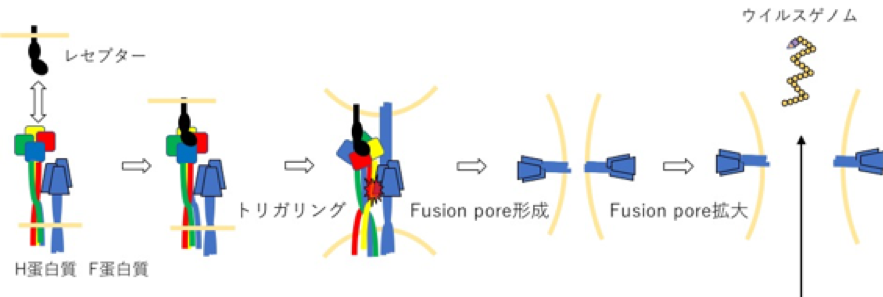 ウイルスゲノム
レセプター
トリガリング
Fusion pore形成
Fusion pore拡大
H蛋白質 F蛋白質